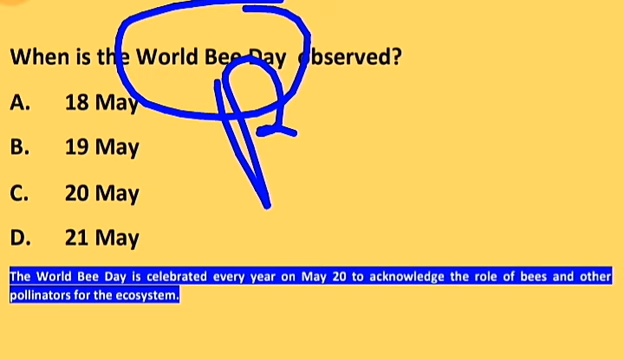 When is the World Bee Day observed?
A. 18 May
B. 19 May
C. 20 May
D. 21 May
The World Bee Day is celebrated every year on May 20 to acknowledge the role of bees and other
pollinators for the ecosystem.